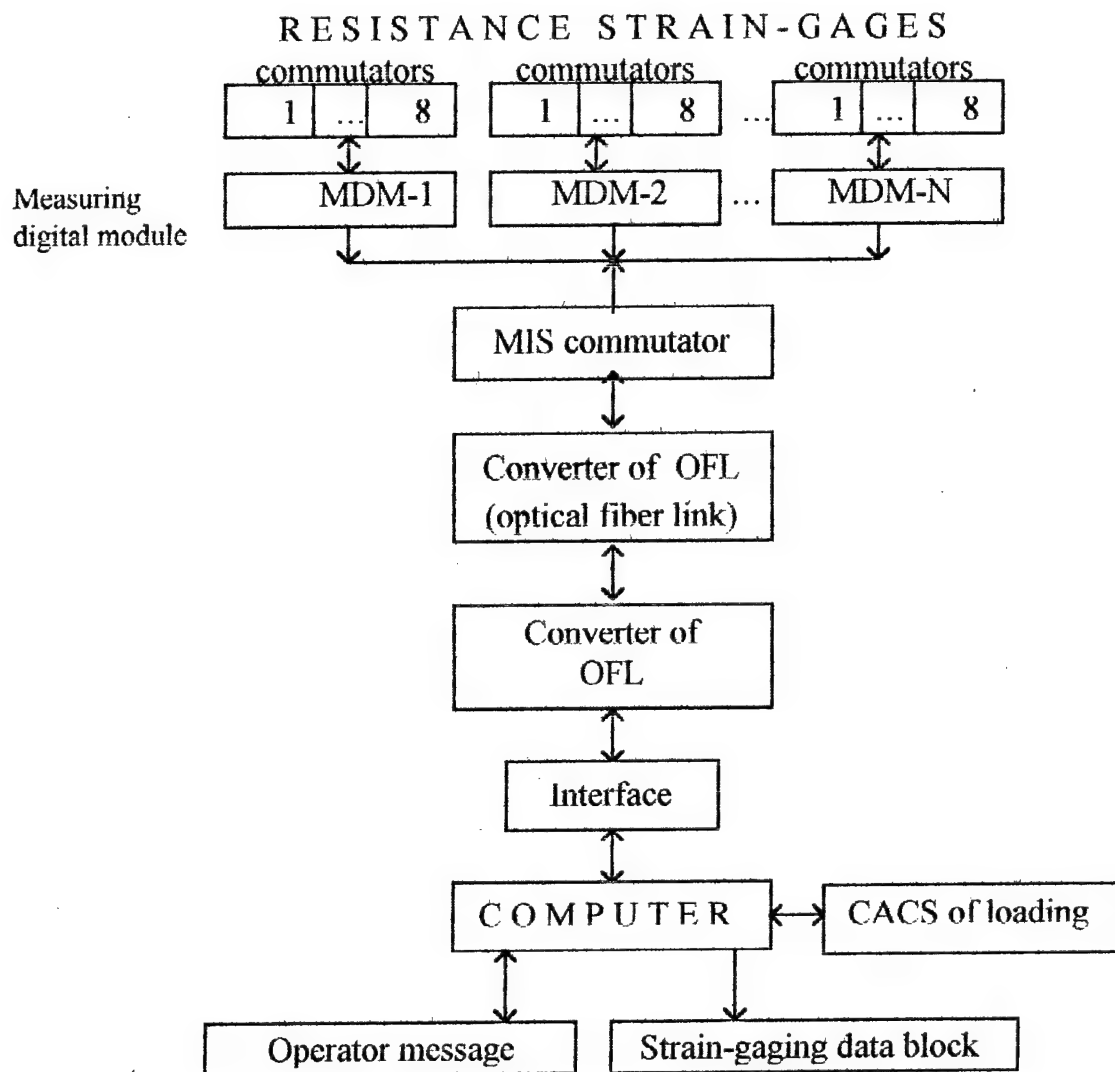 RESISTANCE STRAIN-GAGES
commutators commutators commutators
1 ... 8 1 ... 8 ... 1 ... 8
Measuring
digital module
MDM-1 MDM-2 ... MDM-N
MIS commutator
Converter of OFL
(optical fiber link)
Converter of
OFL
Interface
COMPUTER
CACS of loading
Operator message
Strain-gaging data block